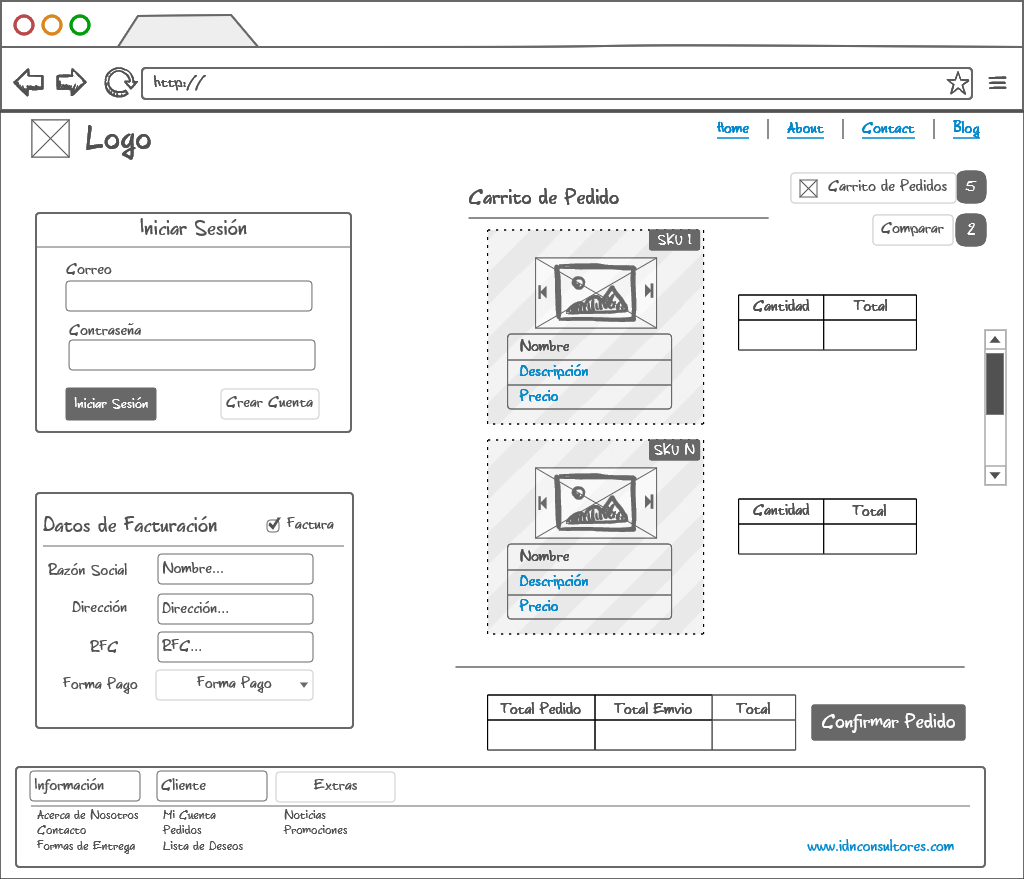 http://
Logo
Home
About
Contact
Blog
Carrito de Pedidos
5
Comparar
2
Iniciar Sesión
Correo
Contraseña
Iniciar Sesión
Crear Cuenta
Datos de Facturación
Factura
Razón Social
Nombre...
Dirección
Dirección...
RFC
RFC...
Forma Pago
Forma Pago
Carrito de Pedido
SKU 1
Nombre
Descripción
Precio
Cantidad
Total
SKU N
Nombre
Descripción
Precio
Cantidad
Total
Total Pedido
Total Emvio
Total
Confirmar Pedido
Información
Acerca de Nosotros
Contacto
Formas de Entrega
Cliente
Mi Cuenta
Pedidos
Lista de Deseos
Extras
Noticias
Promociones
www.idnconsultores.com